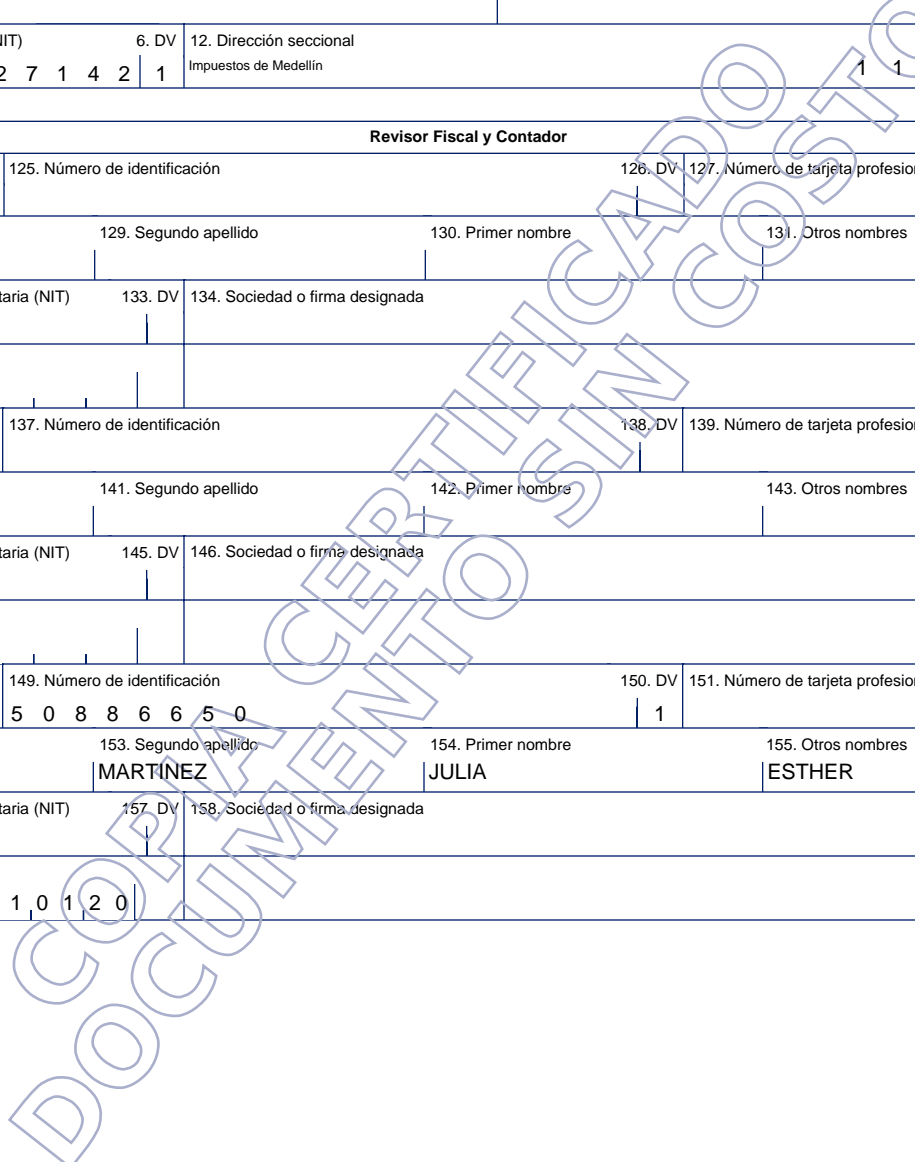 IT) 6. DV 12. Dirección seccional
2 7 1 4 2 1 Impuestos de Medellín 1 1
Revisor Fiscal y Contador
125. Número de identificación 126. DV 127. Número de tarjeta profesion
129. Segundo apellido 130. Primer nombre 131. Otros nombres
taria (NIT) 133. DV 134. Sociedad o firma designada
137. Número de identificación 138. DV 139. Número de tarjeta profesion
141. Segundo apellido 142. Primer nombre 143. Otros nombres
taria (NIT) 145. DV 146. Sociedad o firma designada
149. Número de identificación 150. DV 151. Número de tarjeta profesion
5 0 8 8 6 6 5 0 1
153. Segundo apellido 154. Primer nombre 155. Otros nombres
MARTINEZ JULIA ESTHER
taria (NIT) 157. DV 158. Sociedad o firma designada
1 0 1 2 0
COPIA CERTIFICADO
DOCUMENTO SIN COSTO